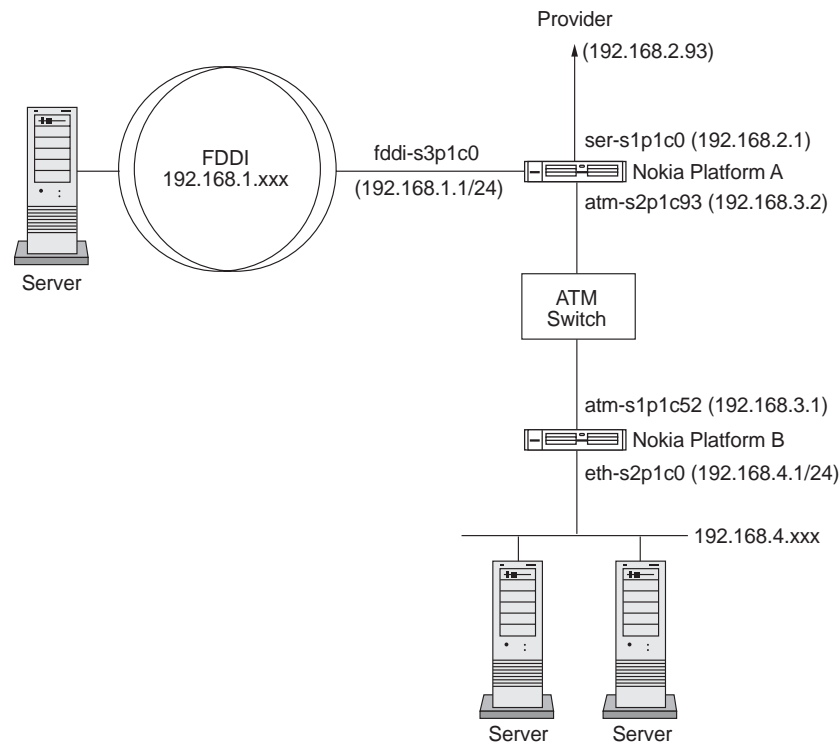 Provider
(192.168.2.93)
ser-s1p1c0 (192.168.2.1)
FDDI
192.168.1.xxx
fddi-s3p1c0
(192.168.1.1/24)
Nokia Platform A
atm-s2p1c93 (192.168.3.2)
Server
ATM
Switch
atm-s1p1c52 (192.168.3.1)
Nokia Platform B
eth-s2p1c0 (192.168.4.1/24)
192.168.4.xxx
Server
Server